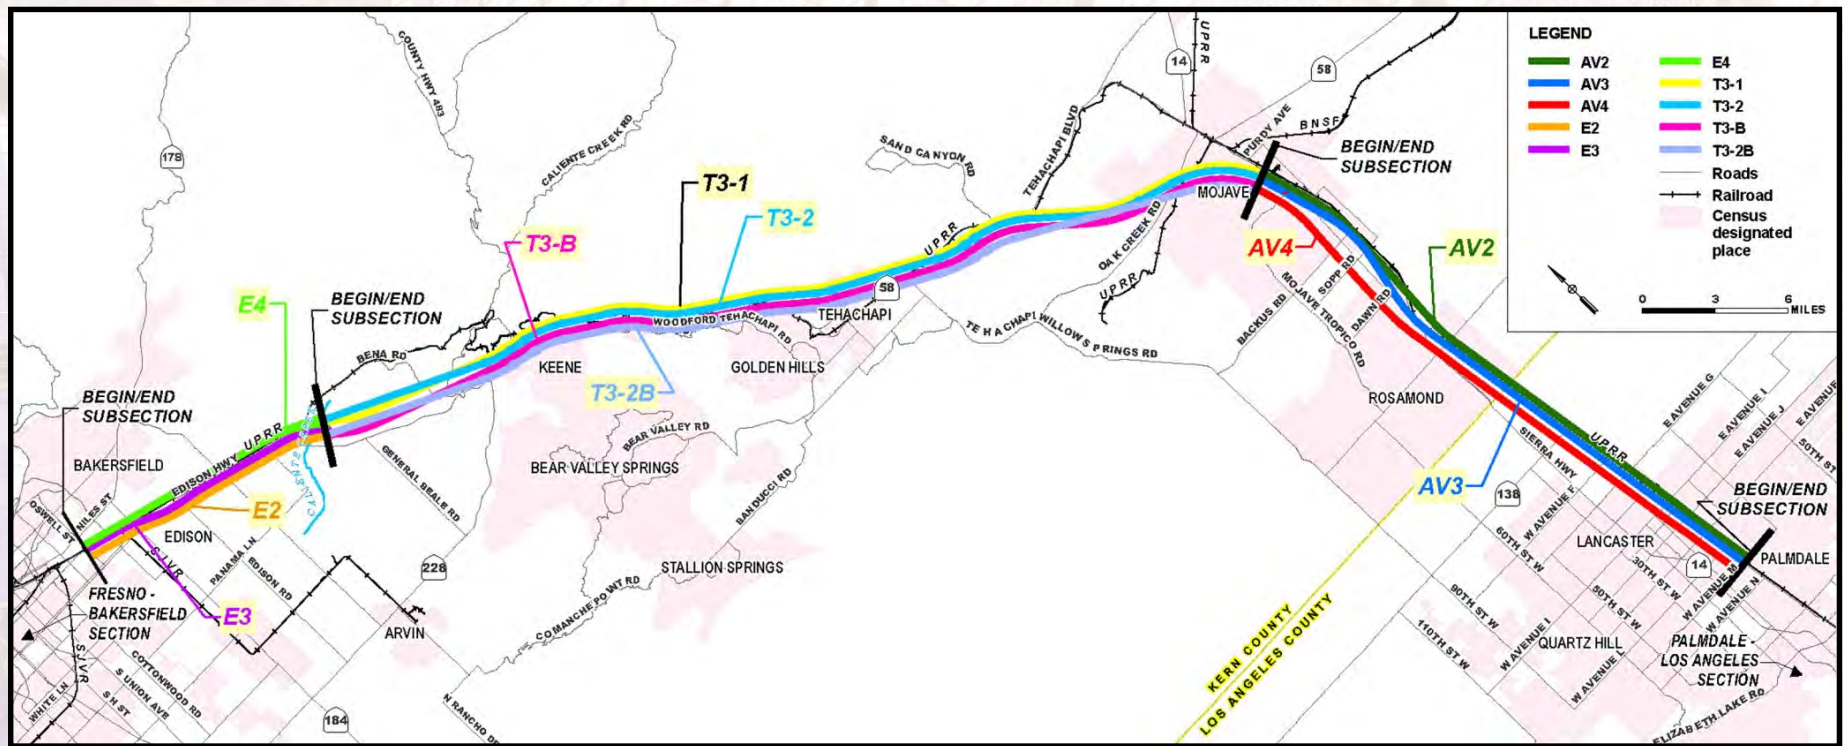 LEGEND
AV2
AV3
AV4
E2
E3
E4
T3-1
T3-2
T3-B
T3-2B
Roads
Railroad
Census
designated
place
0 3 6
MILES
COUNTY HWY 483
UPRR
14
58
178
CALIENTE CREEK RD
SAND CANYON RD
TEHACHAPI BLVD
PURDY AVE
BNSF
BEGIN/END
SUBSECTION
T3-1
T3-2
T3-B
MOJAVE
OAK CREEK RD
UPRR
UPRR
AV4
AV2
E4
BEGIN/END
SUBSECTION
BENA RD
58
WOODFORD TEHACHAPI RD
TEHACHAPI
TEHACHAPI WILLOW SPRINGS RD
BACKUS RD
SOPP RD
DAWN RD
MOJAVE TROPICO RD
KEENE
GOLDEN HILLS
T3-2B
ROSAMOND
BEGIN/END
SUBSECTION
BAKERSFIELD
EDISON HWY
UPRR
GENERAL BEALE RD
BEAR VALLEY RD
BEAR VALLEY SPRINGS
BANDUCCI RD
SIERRA HWY
UPRR
E AVENUE G
E AVENUE I
E AVENUE J
E AVENUE
50TH ST
AV3
138
BEGIN/END
SUBSECTION
OSWELL ST
NILES ST
E2
EDISON
SJVR
PANAMA LN
EDISON RD
228
STALLION SPRINGS
COMANCHE POINT RD
W AVENUE F
60TH ST W
LANCASTER
30TH ST W
14
PALMDALE
W AVENUE M
W AVENUE N
FRESNO -
BAKERSFIELD
SECTION
E3
ARVIN
90TH ST W
50TH ST W
110TH ST W
W AVENUE I
QUARTZ HILL
W AVENUE L
PALMDALE -
LOS ANGELES
SECTION
KERN COUNTY
LOS ANGELES COUNTY
SJVR
WHITE LN
COTTONWOOD RD
S UNION AVE
S H ST
184
N RANCHO DR
ELIZABETH LAKE RD